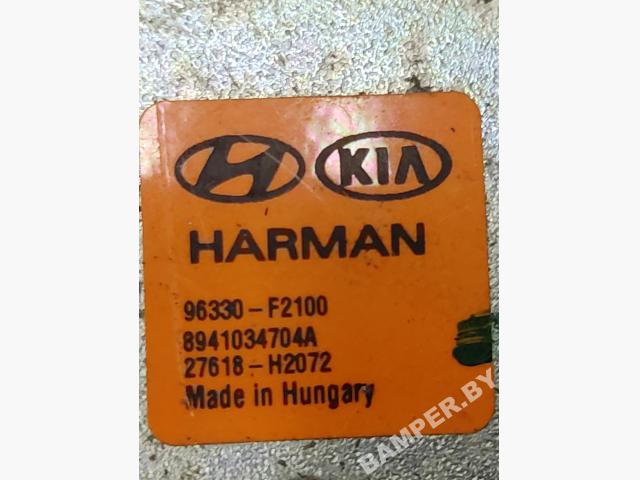 KIA
HARMAN
96330-F2100
8941034704A
27618-H2072
Made in Hungary
BAMPER.BY